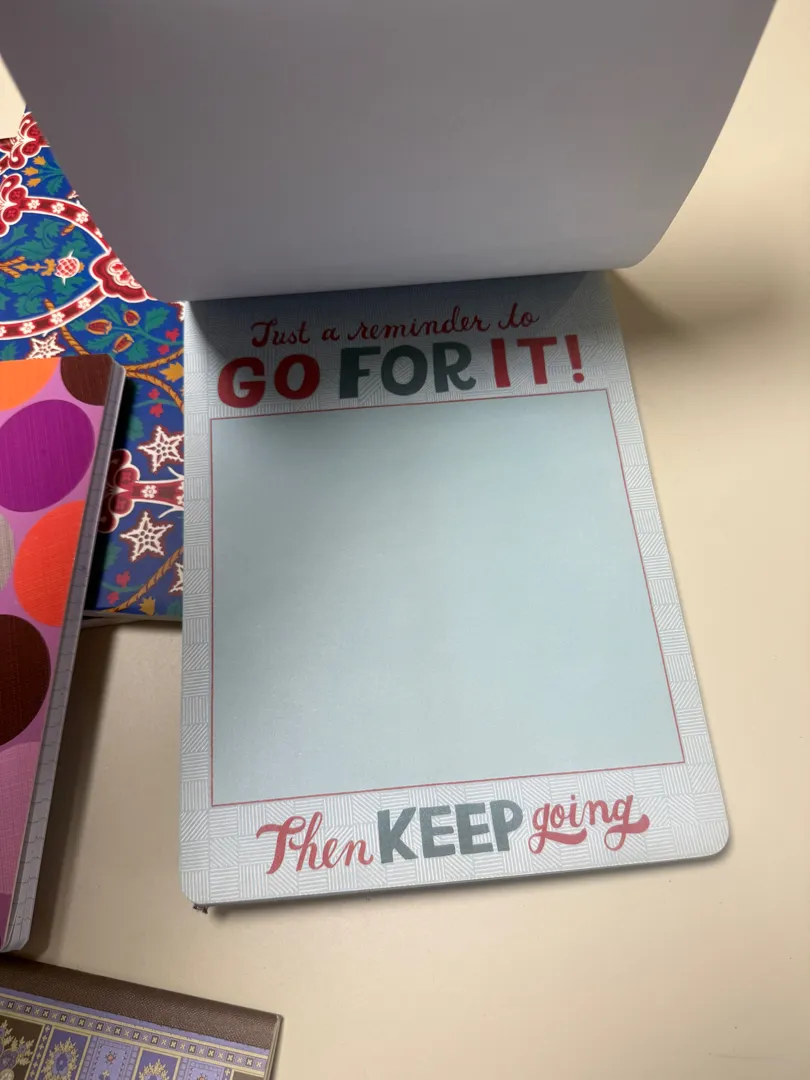 Just a reminder to
GO FOR IT!
Then KEEP going